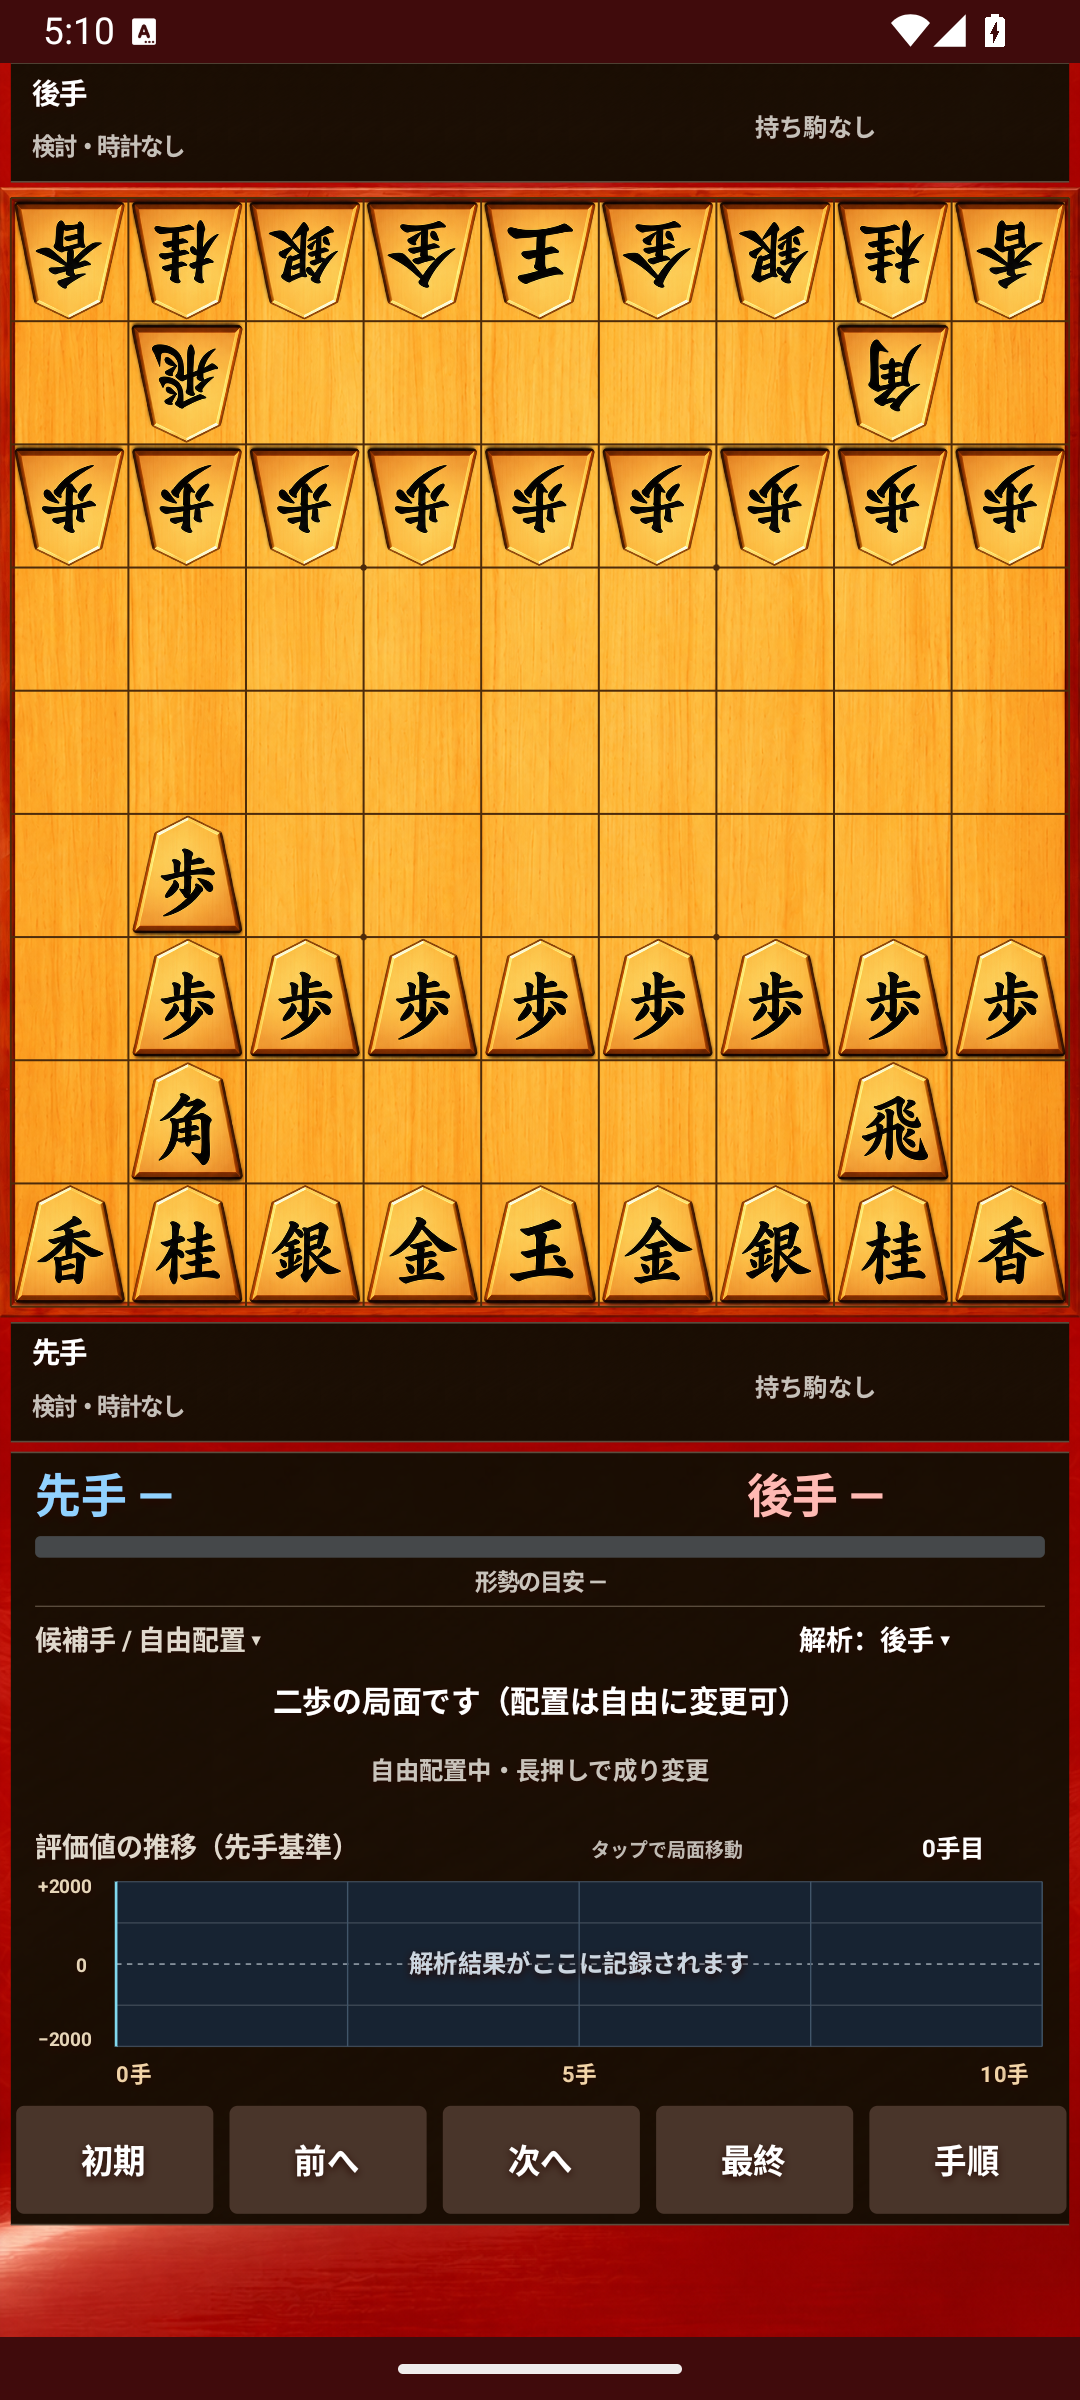 5:10
後手
検討・時計なし
持ち駒なし
香 桂 銀 金 王 金 銀 桂 香
飛 角
歩 歩 歩 歩 歩 歩 歩 歩 歩
歩
歩 歩 歩 歩 歩 歩 歩 歩
角 飛
香 桂 銀 金 玉 金 銀 桂 香
先手
検討・時計なし
持ち駒なし
先手 ー
後手 ー
形勢の目安 ー
候補手 / 自由配置 ▾
解析：後手 ▾
二歩の局面です（配置は自由に変更可）
自由配置中・長押しで成り変更
評価値の推移（先手基準）
タップで局面移動
0手目
+2000
0
−2000
解析結果がここに記録されます
0手
5手
10手
初期
前へ
次へ
最終
手順